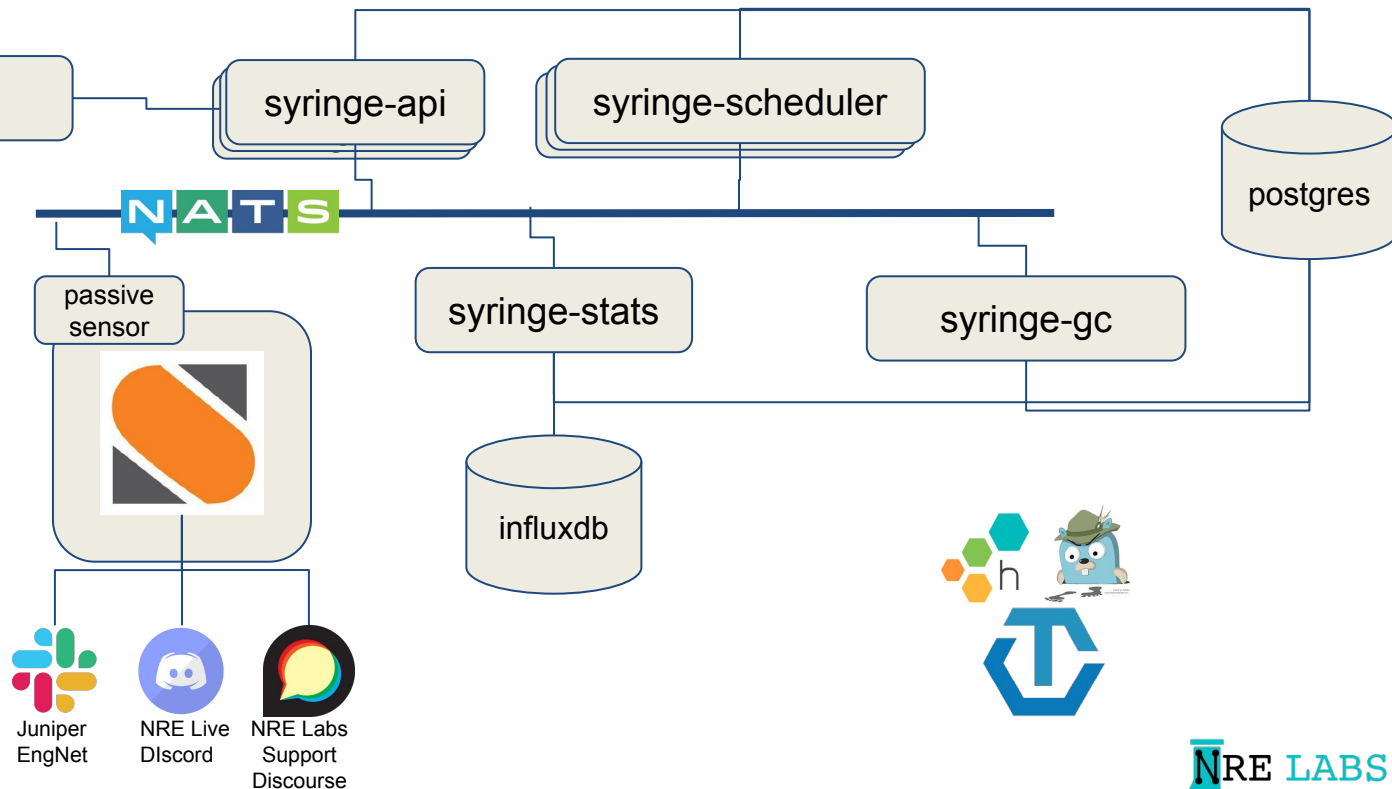 syringe-api
syringe-scheduler
postgres
NATS
passive
sensor
syringe-stats
syringe-gc
influxdb
h
Juniper
EngNet
NRE Live
DIscord
NRE Labs
Support
Discourse
NRE LABS